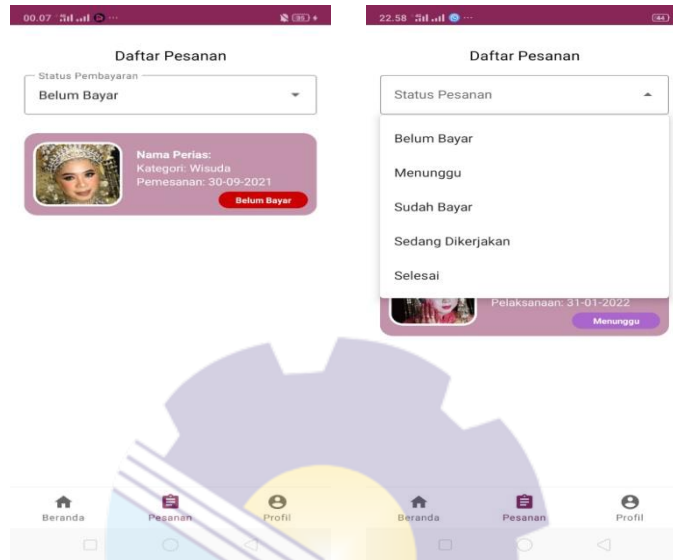 00.07
Daftar Pesanan
Status Pembayaran
Belum Bayar
Nama Perias:
Kategori: Wisuda
Pemesanan: 30-09-2021
Belum Bayar
Beranda
Pesanan
Profil
22.58
44
Daftar Pesanan
Status Pesanan
Belum Bayar
Menunggu
Sudah Bayar
Sedang Dikerjakan
Selesai
Pelaksanaan: 31-01-2022
Menunggu
Beranda
Pesanan
Profil